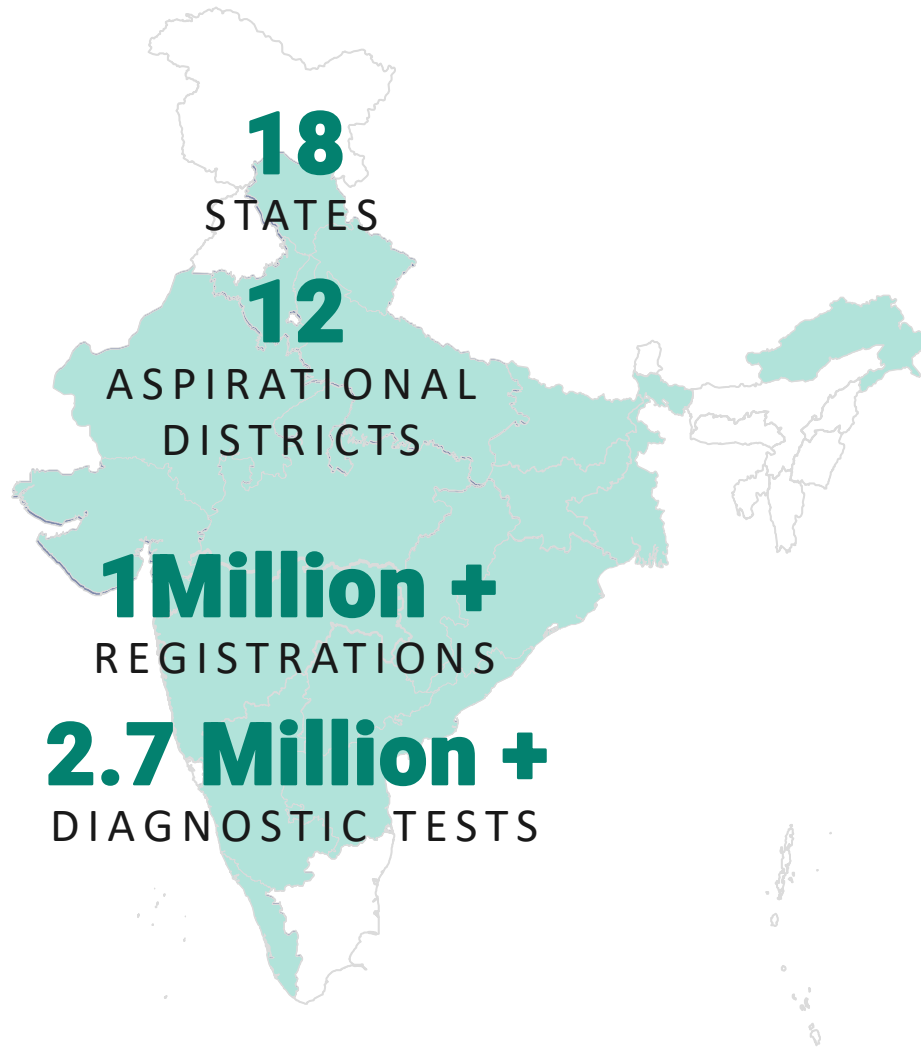 18
STATES
12
ASPIRATIONAL
DISTRICTS
1Million +
REGISTRATIONS
2.7 Million +
DIAGNOSTIC TESTS